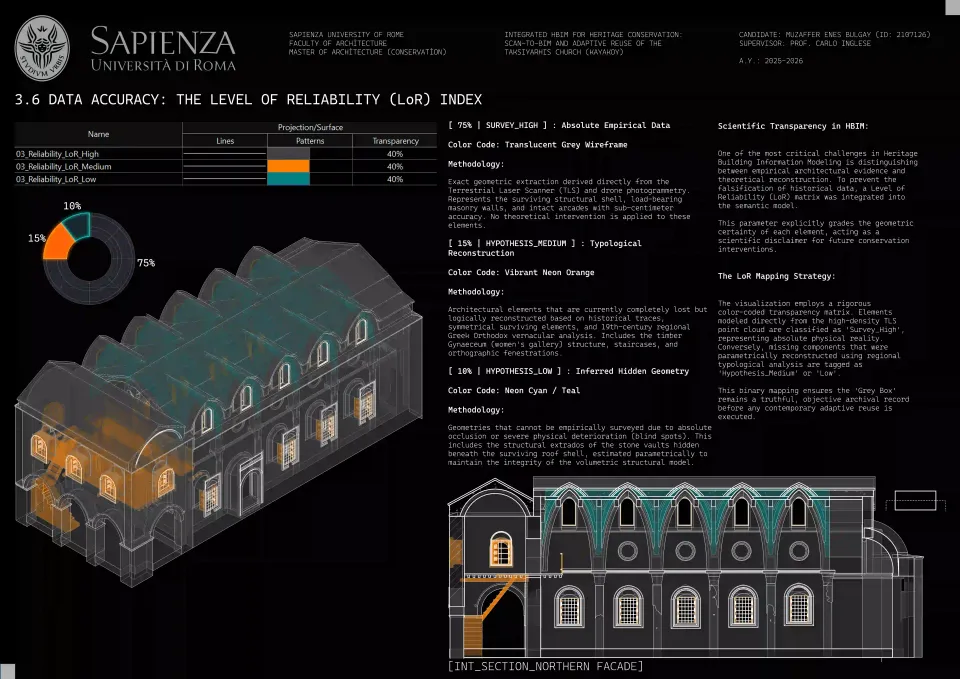 STVDIVM VRBIS
SAPIENZA
UNIVERSITÀ DI ROMA
SAPIENZA UNIVERSITY OF ROME
FACULTY OF ARCHITECTURE
MASTER OF ARCHITECTURE (CONSERVATİON)
INTEGRATED HBIM FOR HERITAGE CONSERVATION:
SCAN-TO-BIM AND ADAPTIVE REUSE OF THE
TAKSIYARHIS CHURCH (KAYAKOY)
CANDIDATE: MUZAFFER ENES BULGAY (ID: 2107126)
SUPERVISOR: PROF. CARLO INGLESE
A.Y.: 2025-2026
3.6 DATA ACCURACY: THE LEVEL OF RELIABILITY (LoR) INDEX
Name
Projection/Surface
Lines
Patterns
Transparency
03_Reliability_LoR_High
40%
03_Reliability_LoR_Medium
40%
03_Reliability_LoR_Low
40%
10%
15%
75%
[ 75% | SURVEY_HIGH ] : Absolute Empirical Data
Color Code: Translucent Grey Wireframe
Methodology:
Exact geometric extraction derived directly from the
Terrestrial Laser Scanner (TLS) and drone photogrammetry.
Represents the surviving structural shell, load-bearing
masonry walls, and intact arcades with sub-centimeter
accuracy. No theoretical intervention is applied to these
elements.
[ 15% | HYPOTHESIS_MEDIUM ] : Typological
Reconstruction
Color Code: Vibrant Neon Orange
Methodology:
Architectural elements that are currently completely lost but
logically reconstructed based on historical traces,
symmetrical surviving elements, and 19th-century regional
Greek Orthodox vernacular analysis. Includes the timber
Gynaeceum (women's gallery) structure, staircases, and
orthographic fenestrations.
[ 10% | HYPOTHESIS_LOW ] : Inferred Hidden Geometry
Color Code: Neon Cyan / Teal
Methodology:
Geometries that cannot be empirically surveyed due to absolute
occlusion or severe physical deterioration (blind spots). This
includes the structural extrados of the stone vaults hidden
beneath the surviving roof shell, estimated parametrically to
maintain the integrity of the volumetric structural model.
Scientific Transparency in HBIM:
One of the most critical challenges in Heritage
Building Information Modeling is distinguishing
between empirical architectural evidence and
theoretical reconstruction. To prevent the
falsification of historical data, a Level of
Reliability (LoR) matrix was integrated into
the semantic model.
This parameter explicitly grades the geometric
certainty of each element, acting as a
scientific disclaimer for future conservation
interventions.
The LoR Mapping Strategy:
The visualization employs a rigorous
color-coded transparency matrix. Elements
modeled directly from the high-density TLS
point cloud are classified as 'Survey_High',
representing absolute physical reality.
Conversely, missing components that were
parametrically reconstructed using regional
typological analysis are tagged as
'Hypothesis_Medium' or 'Low'.
This binary mapping ensures the 'Grey Box'
remains a truthful, objective archival record
before any contemporary adaptive reuse is
executed.
[INT_SECTION_NORTHERN FACADE]